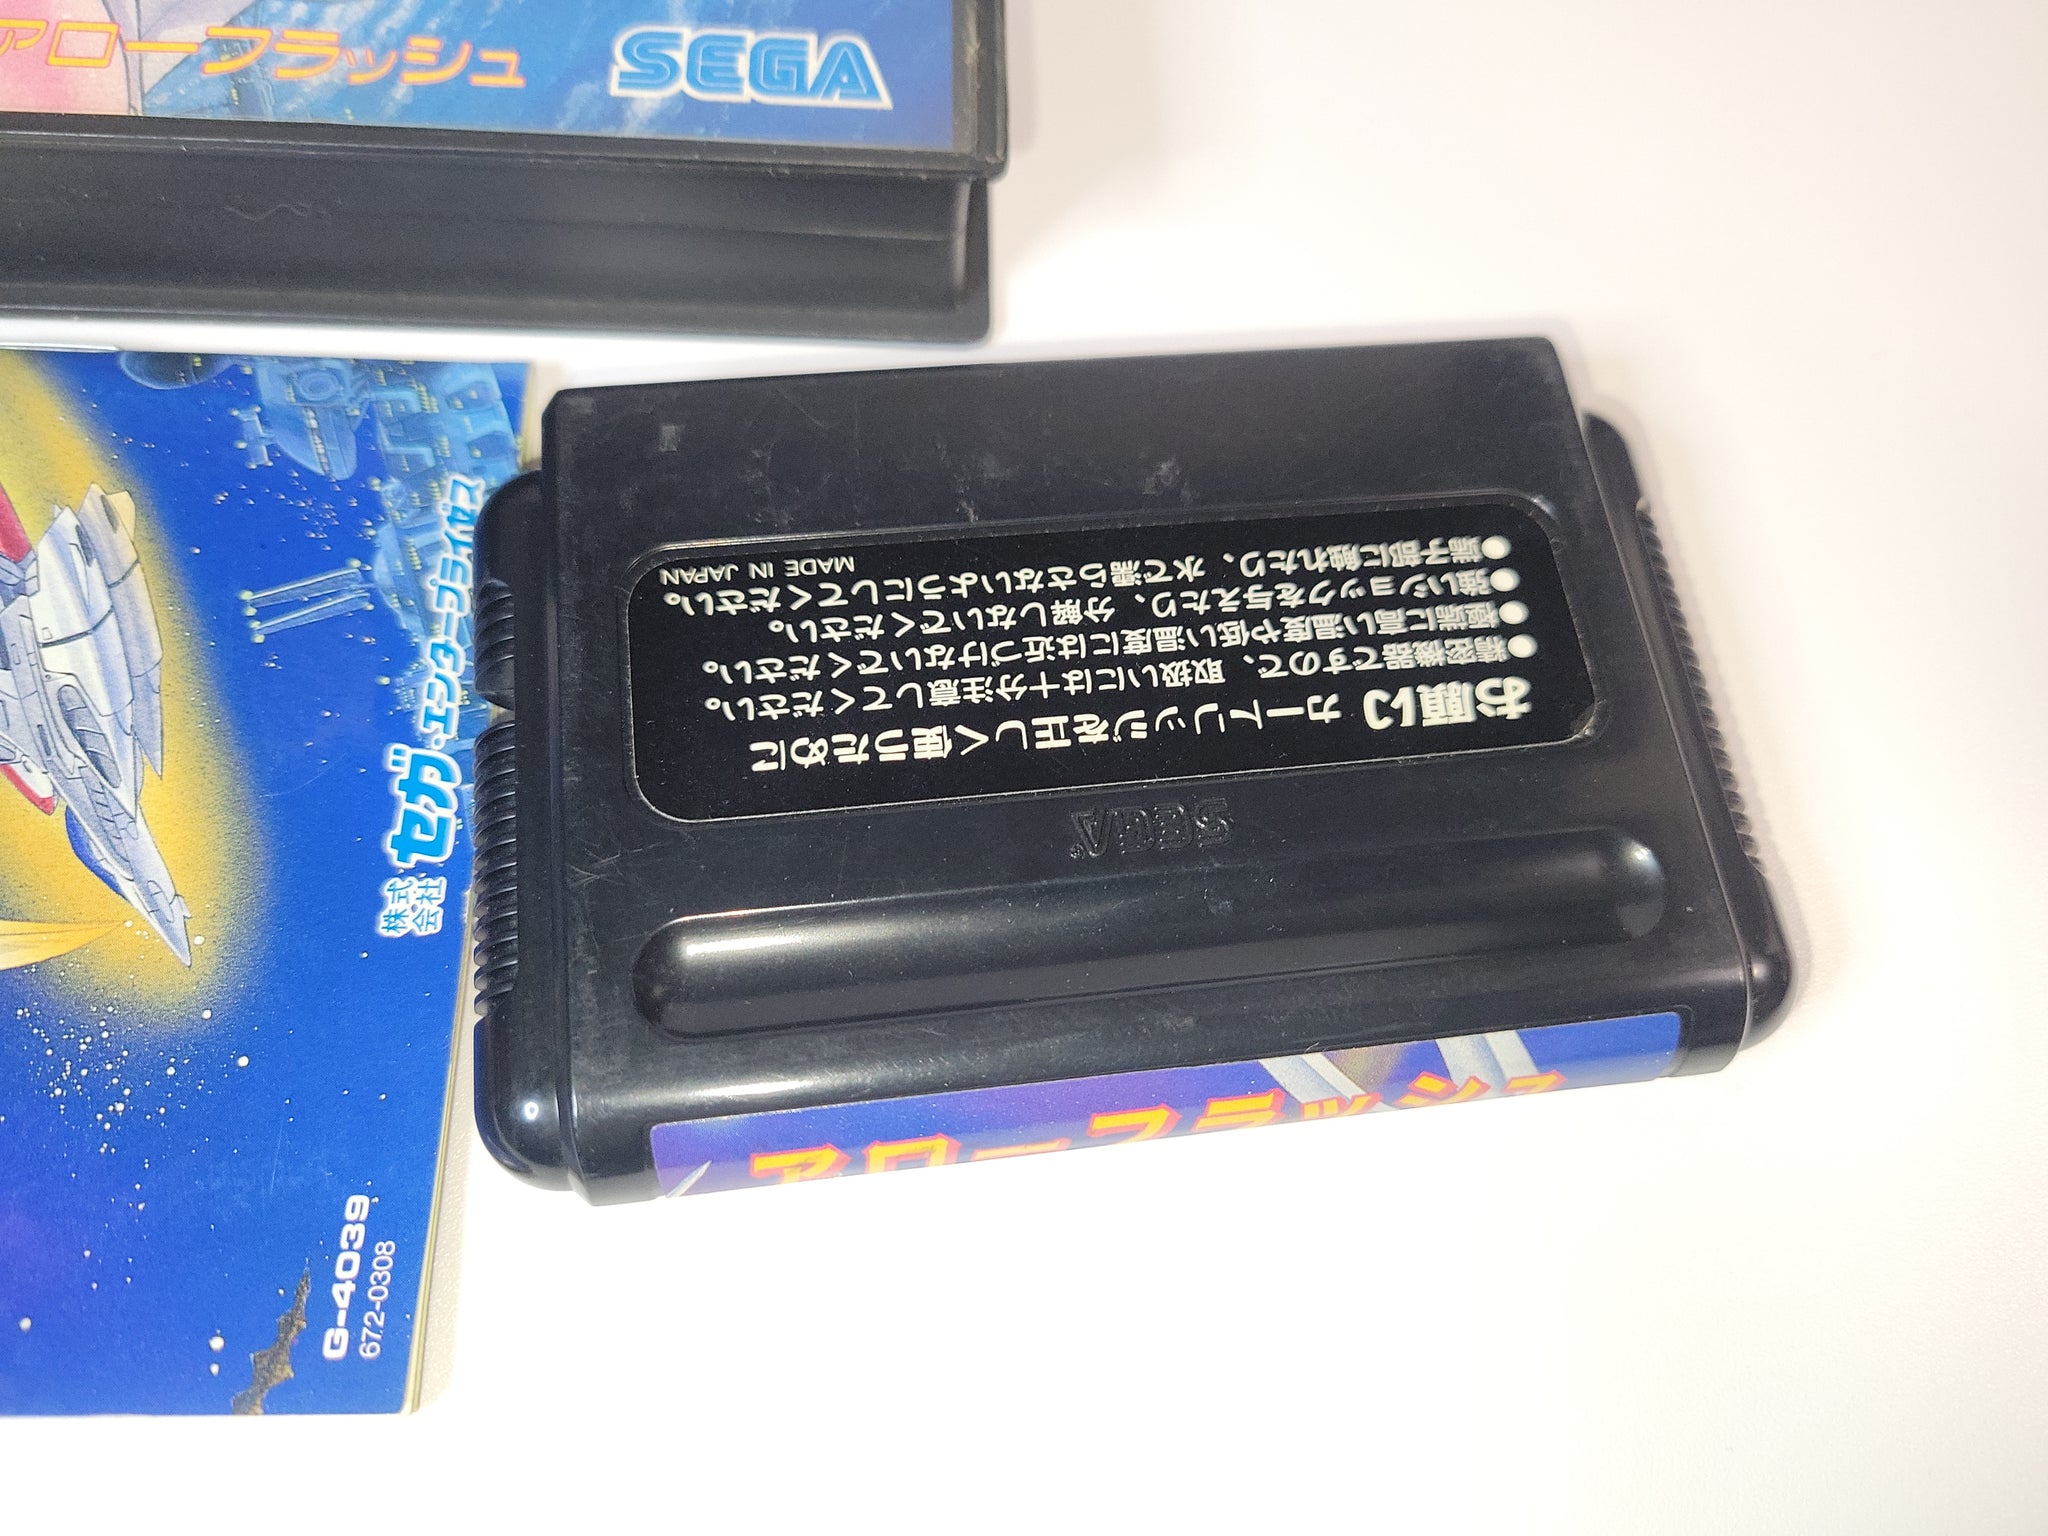 アローフラッシュ
SEGA
株式会社 セガ・エンタープライゼス
G-4039
672-0308
お願い カートリッジを正しく使うために
●精密機器ですので、取扱いには十分注意してください。
●極端に高い温度や低い温度には近づけないでください。
●強いショックを与えたり、分解しないでください。
●端子部に触れたり、水で濡らさないようにしてください。
MADE IN JAPAN
SEGA
アローフラッシュ